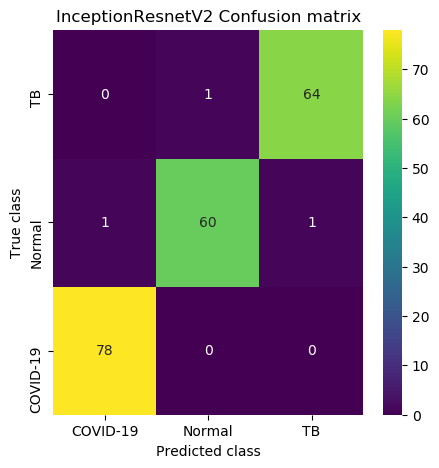 InceptionResnetV2 Confusion matrix
True class
TB
0 1 64
Normal
1 60 1
COVID-19
78 0 0
COVID-19 Normal TB
Predicted class
70
60
50
40
30
20
10
0